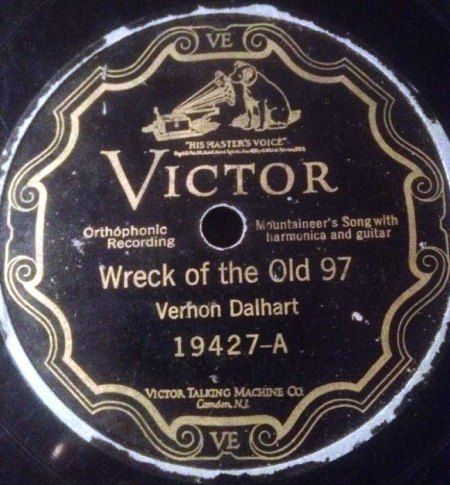 VE
"HIS MASTER'S VOICE"
VICTOR
Orthophonic
Recording
Mountaineer's Song with
harmonica and guitar
Wreck of the Old 97
Vernon Dalhart
19427-A
VICTOR TALKING MACHINE CO.
Camden, N.J.
VE